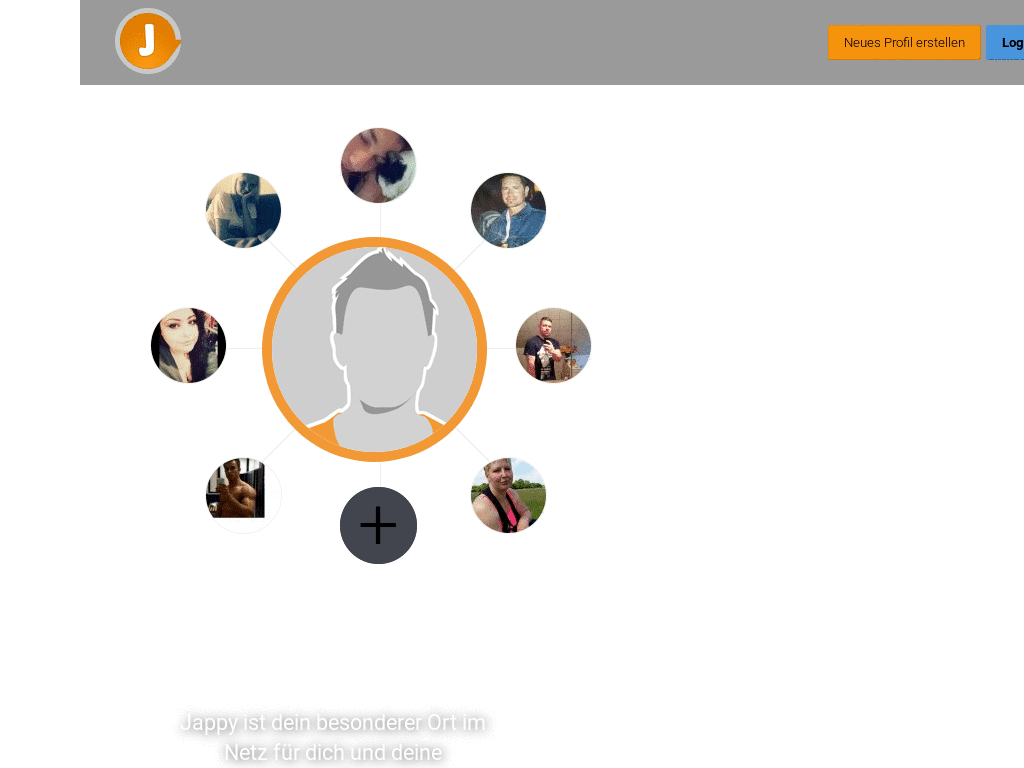 J
Neues Profil erstellen
Log
Jappy ist dein besonderer Ort im
Netz für dich und deine